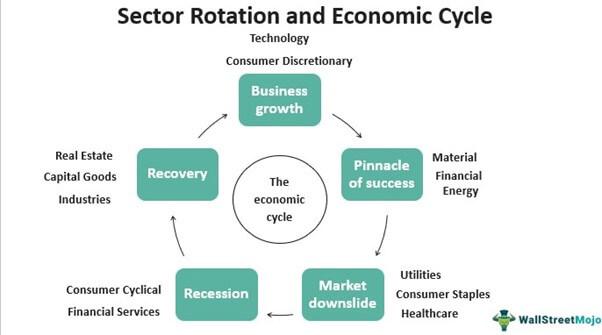 Sector Rotation and Economic Cycle
Technology
Consumer Discretionary
Business
growth
Real Estate
Capital Goods
Industries
Recovery
The
economic
cycle
Pinnacle
of success
Material
Financial
Energy
Consumer Cyclical
Financial Services
Recession
Market
downslide
Utilities
Consumer Staples
Healthcare
WallStreetMojo